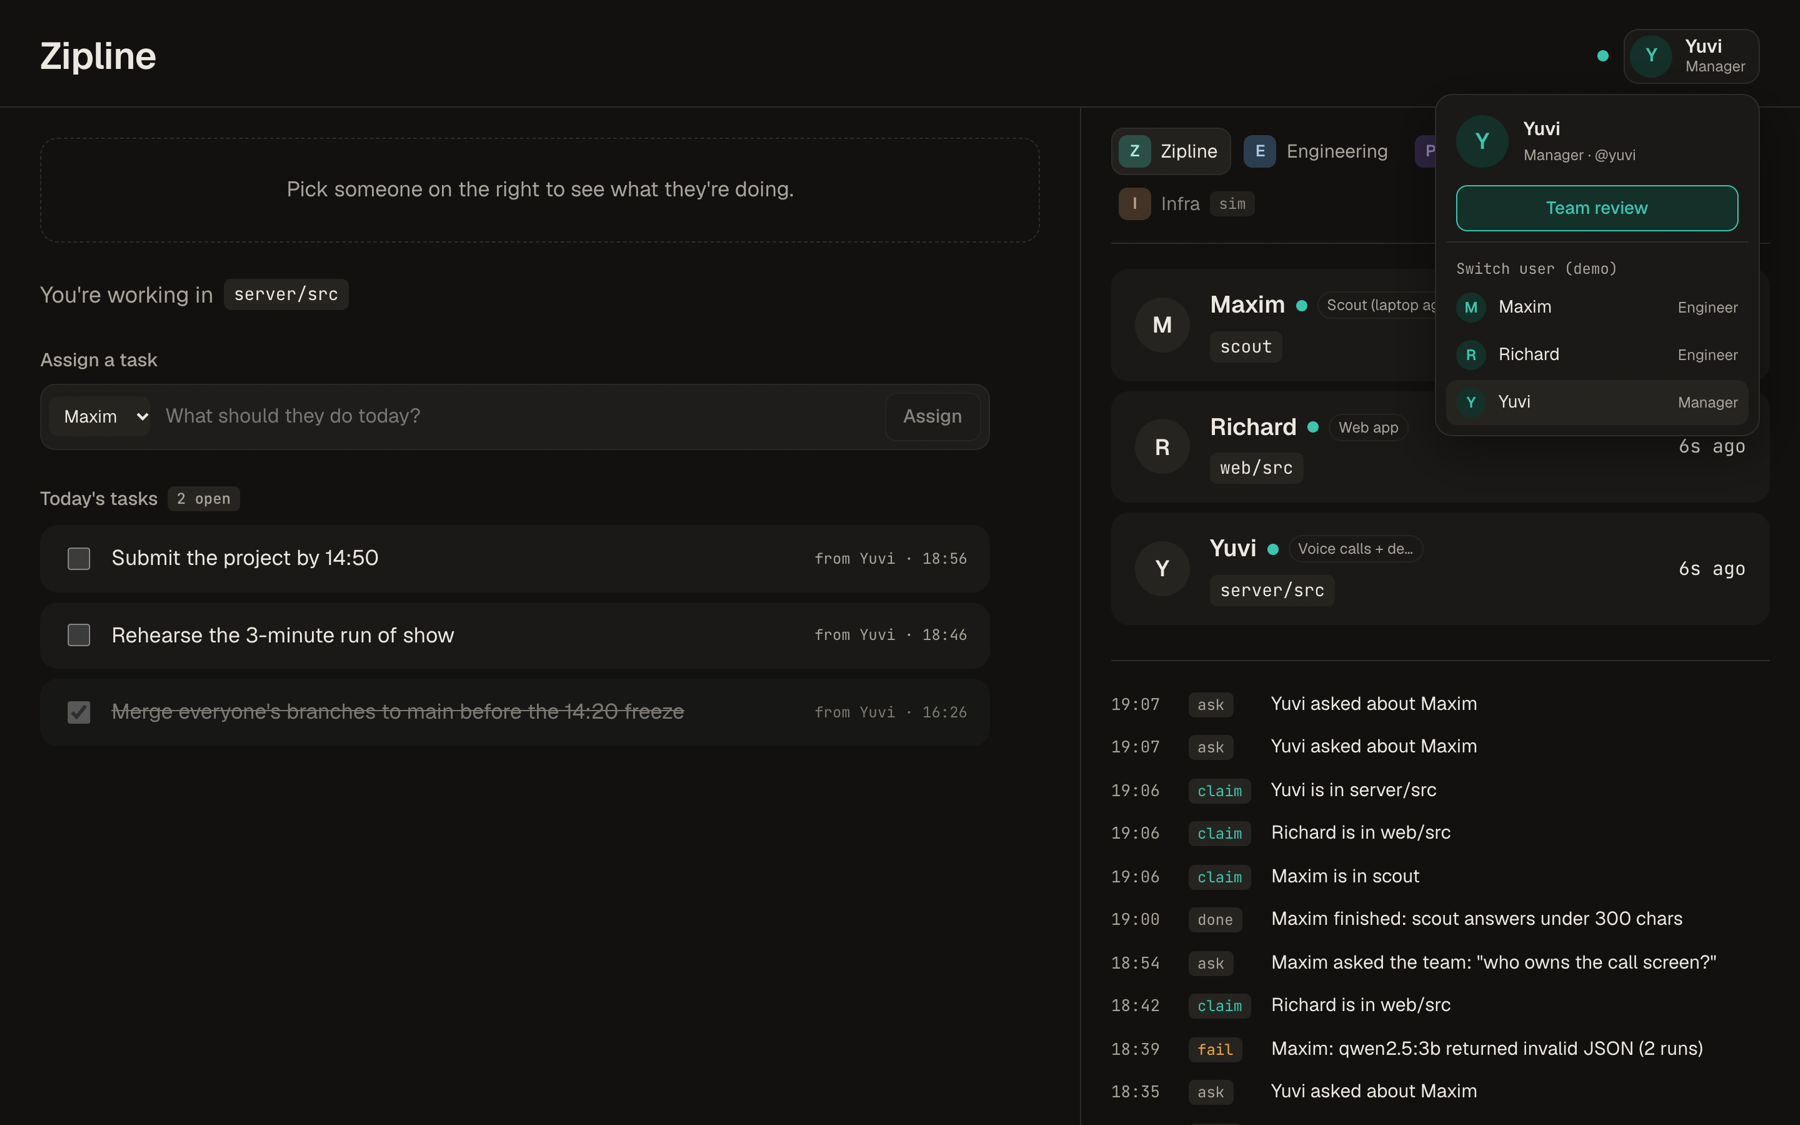 Zipline
Y
Yuvi
Manager
Pick someone on the right to see what they're doing.
You're working in server/src
Assign a task
Maxim What should they do today? Assign
Today's tasks 2 open
Submit the project by 14:50 from Yuvi · 18:56
Rehearse the 3-minute run of show from Yuvi · 18:46
Merge everyone's branches to main before the 14:20 freeze from Yuvi · 16:26
Z Zipline E Engineering P
I Infra sim
Y
Yuvi
Manager · @yuvi
Team review
Switch user (demo)
M Maxim Engineer
R Richard Engineer
Y Yuvi Manager
M Maxim Scout (laptop ag
scout
R Richard Web app
web/src
6s ago
Y Yuvi Voice calls + de…
server/src
6s ago
19:07 ask Yuvi asked about Maxim
19:07 ask Yuvi asked about Maxim
19:06 claim Yuvi is in server/src
19:06 claim Richard is in web/src
19:06 claim Maxim is in scout
19:00 done Maxim finished: scout answers under 300 chars
18:54 ask Maxim asked the team: "who owns the call screen?"
18:42 claim Richard is in web/src
18:39 fail Maxim: qwen2.5:3b returned invalid JSON (2 runs)
18:35 ask Yuvi asked about Maxim